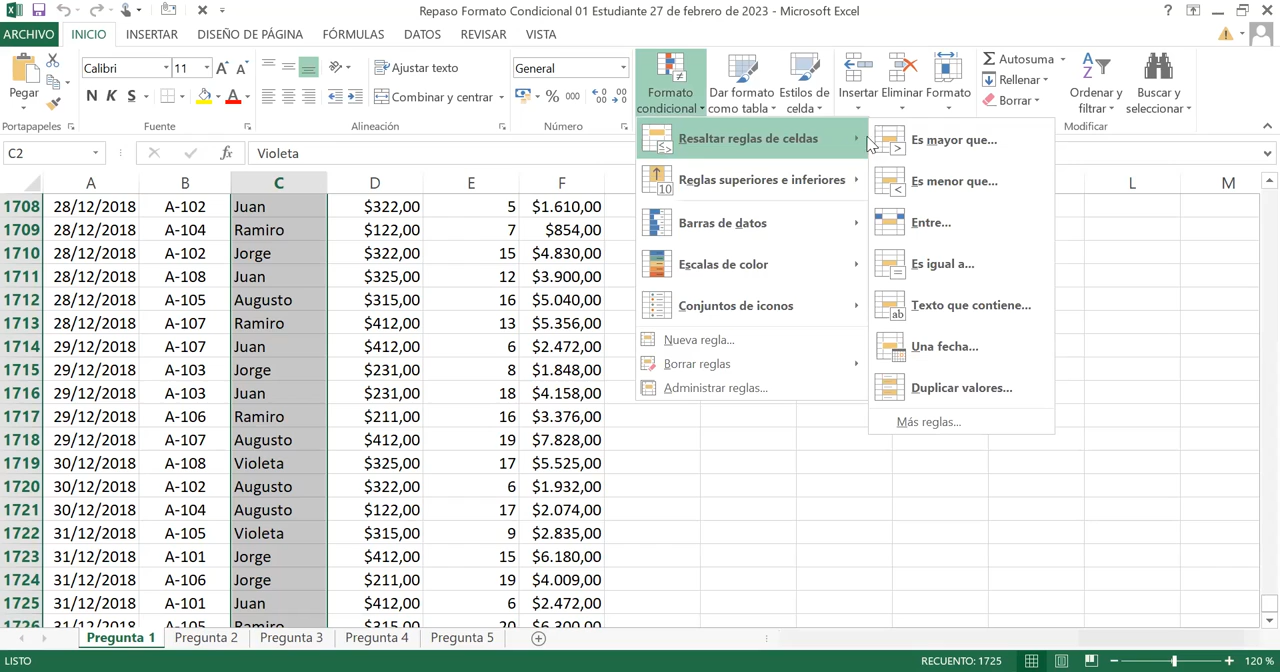 Repaso Formato Condicional 01 Estudiante 27 de febrero de 2023 - Microsoft Excel
ARCHIVO INICIO INSERTAR DISEÑO DE PÁGINA FÓRMULAS DATOS REVISAR VISTA
Pegar
Calibri 11
N K S
Ajustar texto
Combinar y centrar
General
% 000
Formato condicional
Dar formato como tabla
Estilos de celda
Insertar Eliminar Formato
Autosuma
Rellenar
Borrar
Ordenar y filtrar
Buscar y seleccionar
Portapapeles Fuente Alineación Número Modificar
C2 fx Violeta
A B C D E F L M
1708 28/12/2018 A-102 Juan $322,00 5 $1.610,00
1709 28/12/2018 A-104 Ramiro $122,00 7 $854,00
1710 28/12/2018 A-102 Jorge $322,00 15 $4.830,00
1711 28/12/2018 A-108 Juan $325,00 12 $3.900,00
1712 28/12/2018 A-105 Augusto $315,00 16 $5.040,00
1713 28/12/2018 A-107 Ramiro $412,00 13 $5.356,00
1714 29/12/2018 A-107 Juan $412,00 6 $2.472,00
1715 29/12/2018 A-103 Jorge $231,00 8 $1.848,00
1716 29/12/2018 A-103 Juan $231,00 18 $4.158,00
1717 29/12/2018 A-106 Ramiro $211,00 16 $3.376,00
1718 29/12/2018 A-107 Augusto $412,00 19 $7.828,00
1719 30/12/2018 A-108 Violeta $325,00 17 $5.525,00
1720 30/12/2018 A-102 Augusto $322,00 6 $1.932,00
1721 30/12/2018 A-104 Augusto $122,00 17 $2.074,00
1722 31/12/2018 A-105 Violeta $315,00 9 $2.835,00
1723 31/12/2018 A-101 Jorge $412,00 15 $6.180,00
1724 31/12/2018 A-106 Jorge $211,00 19 $4.009,00
1725 31/12/2018 A-101 Juan $412,00 6 $2.472,00
1726 31/12/2018 A-105 Ramiro $315,00 20 $6.300,00
Resaltar reglas de celdas
Reglas superiores e inferiores
Barras de datos
Escalas de color
Conjuntos de iconos
Nueva regla...
Borrar reglas
Administrar reglas...
Es mayor que...
Es menor que...
Entre...
Es igual a...
Texto que contiene...
Una fecha...
Duplicar valores...
Más reglas...
Pregunta 1 Pregunta 2 Pregunta 3 Pregunta 4 Pregunta 5
LISTO RECUENTO: 1725 120 %